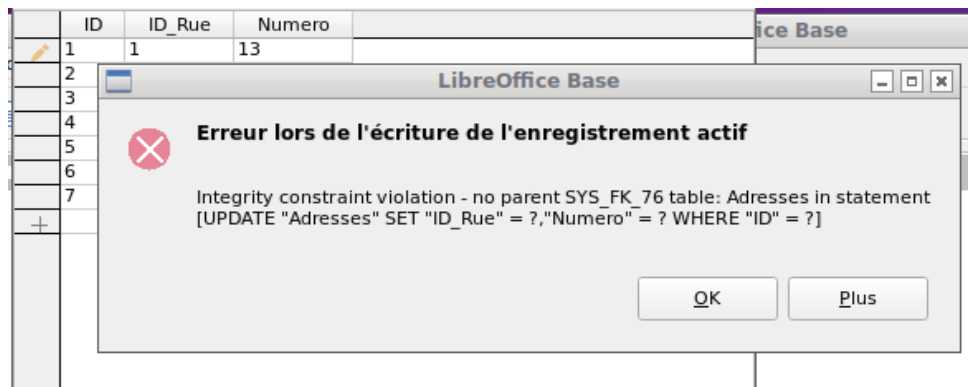 ID ID_Rue Numero
ice Base
1 1 13
2
LibreOffice Base
3
4
Erreur lors de l'écriture de l'enregistrement actif
5
6
7
Integrity constraint violation - no parent SYS_FK_76 table: Adresses in statement
[UPDATE "Adresses" SET "ID_Rue" = ?,"Numero" = ? WHERE "ID" = ?]
OK Plus